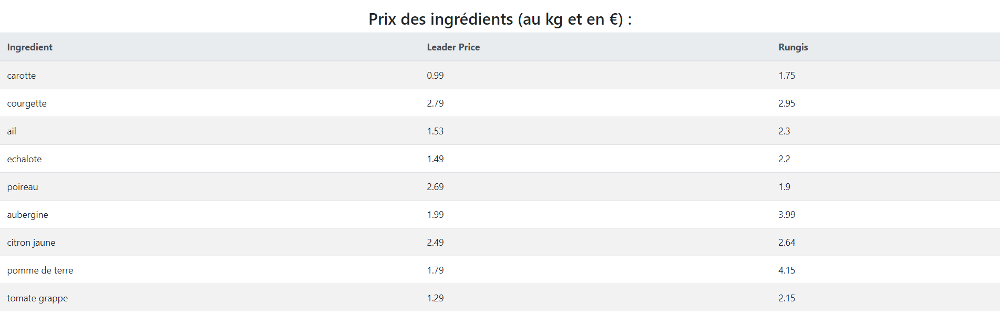 Prix des ingrédients (au kg et en €) :
Ingredient Leader Price Rungis
carotte 0.99 1.75
courgette 2.79 2.95
ail 1.53 2.3
echalote 1.49 2.2
poireau 2.69 1.9
aubergine 1.99 3.99
citron jaune 2.49 2.64
pomme de terre 1.79 4.15
tomate grappe 1.29 2.15